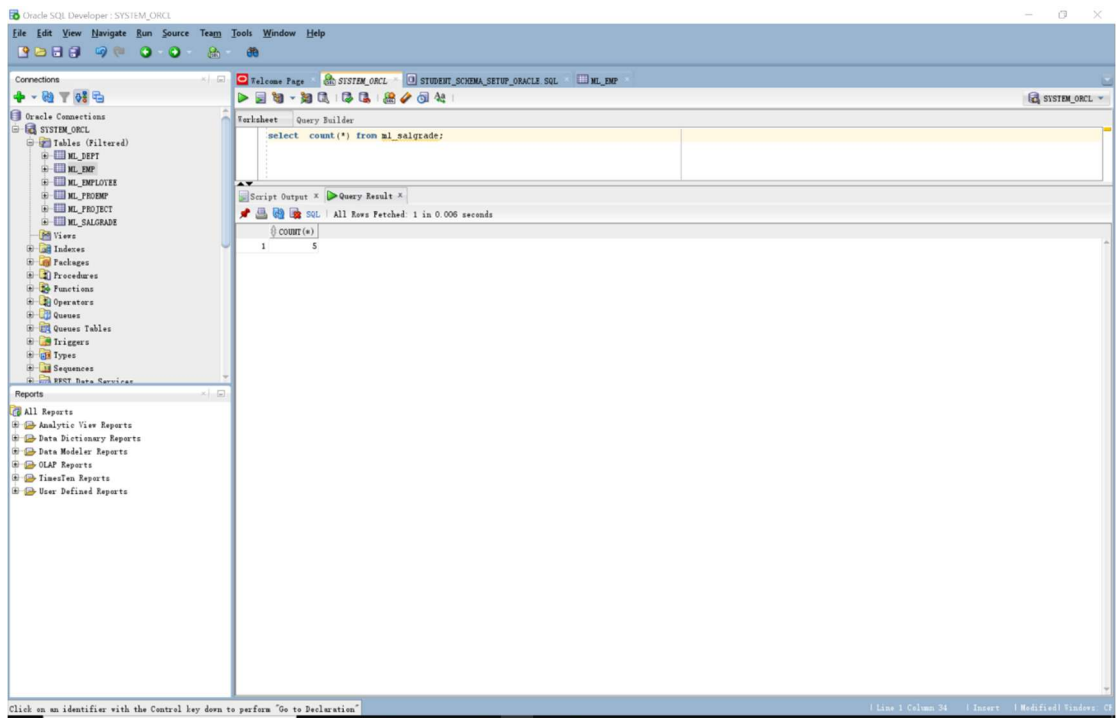 Oracle SQL Developer : SYSTEM_ORCL
File Edit View Navigate Run Source Team Tools Window Help
Connections
Welcome Page SYSTEM_ORCL STUDENT_SCHEMA_SETUP_ORACLE.SQL ML_EMP
SYSTEM_ORCL
Oracle Connections
SYSTEM_ORCL
Tables (Filtered)
ML_DEPT
ML_EMP
ML_EMPLOYEE
ML_PROEMP
ML_PROJECT
ML_SALGRADE
Views
Indexes
Packages
Procedures
Functions
Operators
Queues
Queues Tables
Triggers
Types
Sequences
REST Data Services
Worksheet Query Builder
select count(*) from ml_salgrade;
Script Output × Query Result ×
SQL | All Rows Fetched: 1 in 0.006 seconds
COUNT(*)
1 5
Reports
All Reports
Analytic View Reports
Data Dictionary Reports
Data Modeler Reports
OLAP Reports
TimesTen Reports
User Defined Reports
Click on an identifier with the Control key down to perform "Go to Declaration"
| Line 1 Column 34 | Insert | Modified| Windows: CR